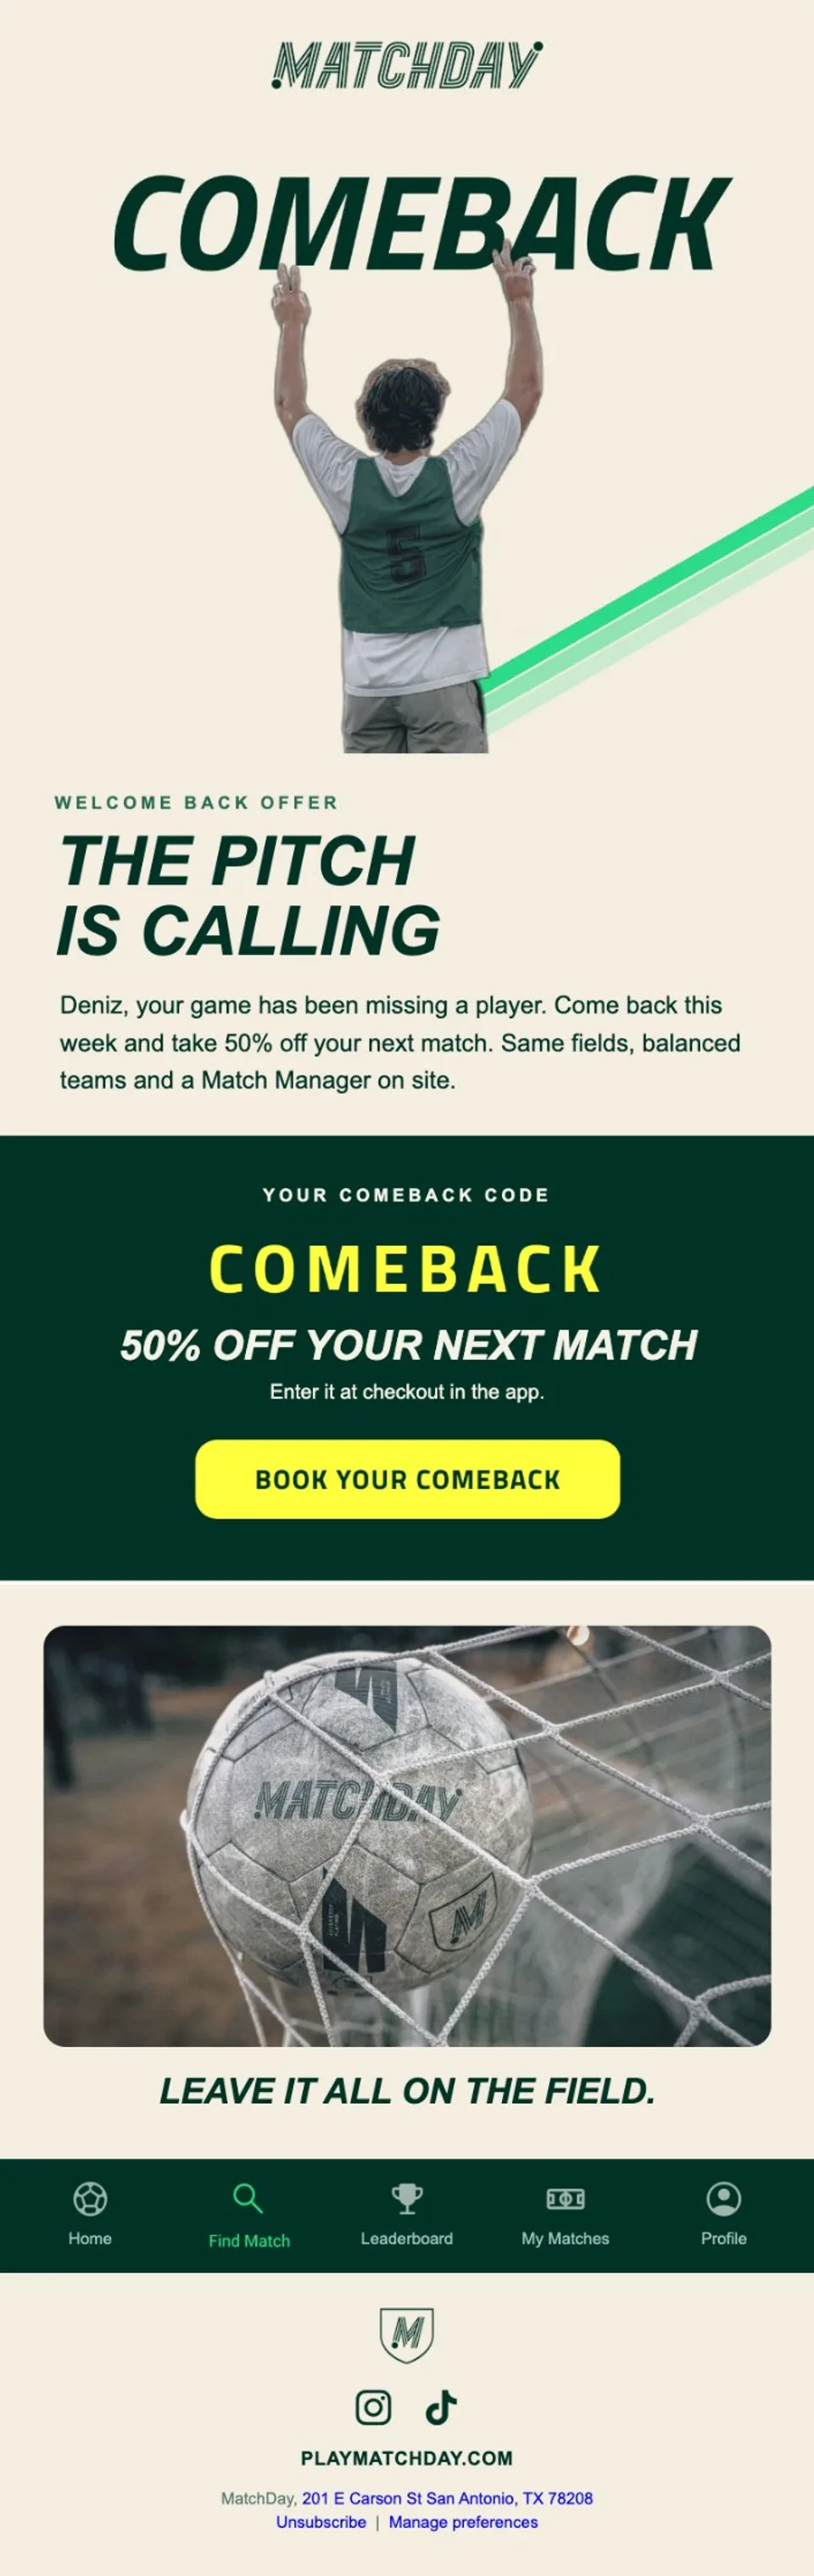 MATCHDAY
COMEBACK
5
WELCOME BACK OFFER
THE PITCH
IS CALLING
Deniz, your game has been missing a player. Come back this
week and take 50% off your next match. Same fields, balanced
teams and a Match Manager on site.
YOUR COMEBACK CODE
COMEBACK
50% OFF YOUR NEXT MATCH
Enter it at checkout in the app.
BOOK YOUR COMEBACK
MATCHDAY
M
LEAVE IT ALL ON THE FIELD.
Home
Find Match
Leaderboard
My Matches
Profile
M
PLAYMATCHDAY.COM
MatchDay, 201 E Carson St San Antonio, TX 78208
Unsubscribe | Manage preferences